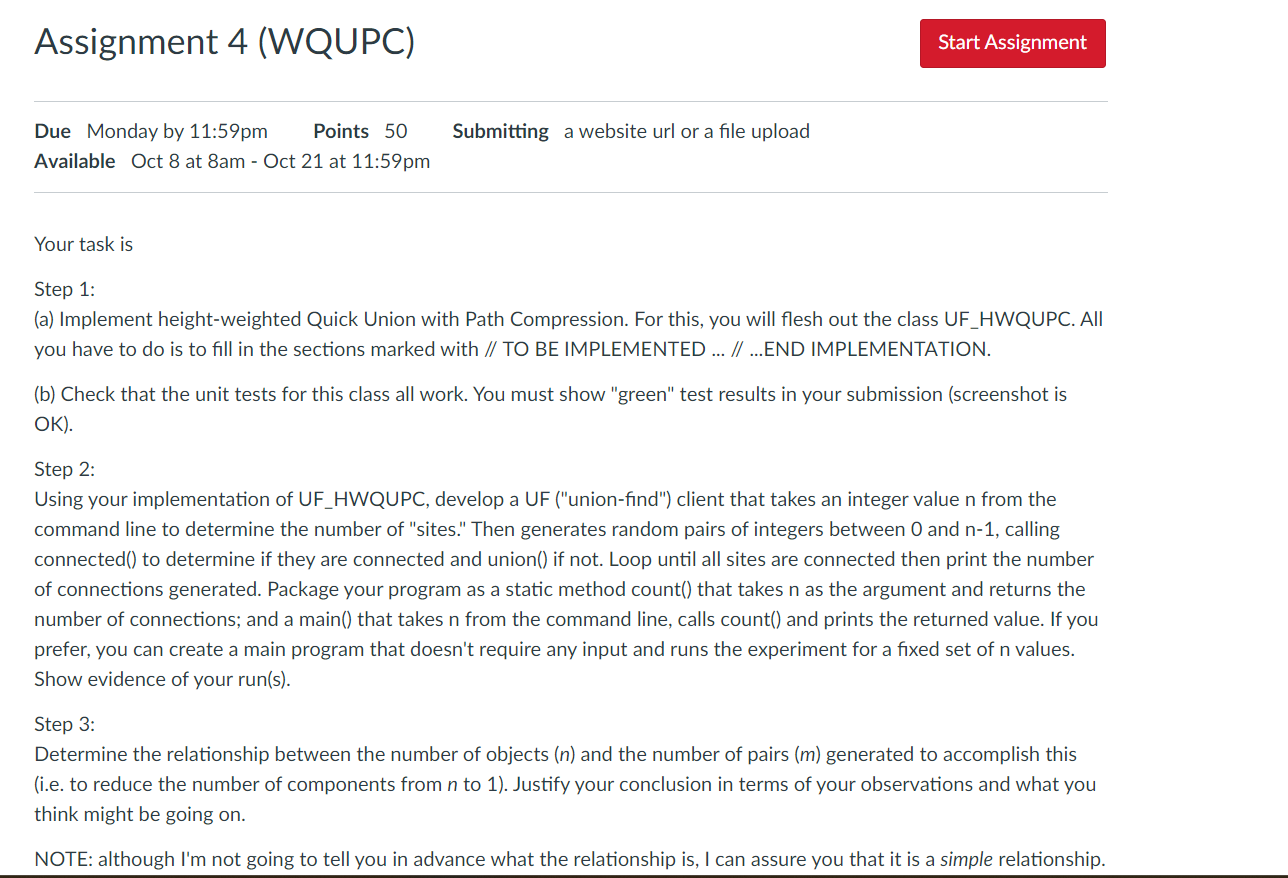 Assignment 4 (WQUPC)
Start Assignment
Due Monday by 11:59pm Points 50 Submitting a website url or a file upload
Available Oct 8 at 8am - Oct 21 at 11:59pm
Your task is
Step 1:
(a) Implement height-weighted Quick Union with Path Compression. For this, you will flesh out the class UF_HWQUPC. All
you have to do is to fill in the sections marked with // TO BE IMPLEMENTED ... // ...END IMPLEMENTATION.
(b) Check that the unit tests for this class all work. You must show "green" test results in your submission (screenshot is
OK).
Step 2:
Using your implementation of UF_HWQUPC, develop a UF ("union-find") client that takes an integer value n from the
command line to determine the number of "sites." Then generates random pairs of integers between 0 and n-1, calling
connected() to determine if they are connected and union() if not. Loop until all sites are connected then print the number
of connections generated. Package your program as a static method count() that takes n as the argument and returns the
number of connections; and a main() that takes n from the command line, calls count() and prints the returned value. If you
prefer, you can create a main program that doesn't require any input and runs the experiment for a fixed set of n values.
Show evidence of your run(s).
Step 3:
Determine the relationship between the number of objects (n) and the number of pairs (m) generated to accomplish this
(i.e. to reduce the number of components from n to 1). Justify your conclusion in terms of your observations and what you
think might be going on.
NOTE: although I'm not going to tell you in advance what the relationship is, I can assure you that it is a simple relationship.